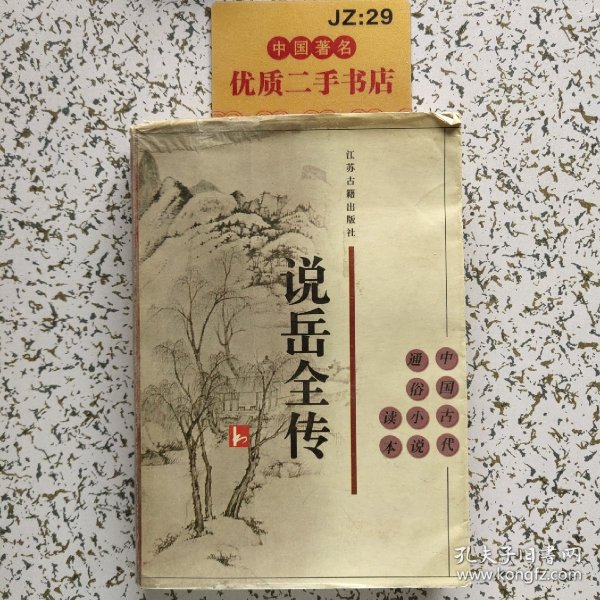 JZ:29
中国著名
优质二手书店
江苏古籍出版社
说岳全传
中国古代
通俗小说
读本
孔夫子旧书网
www.kongfz.com